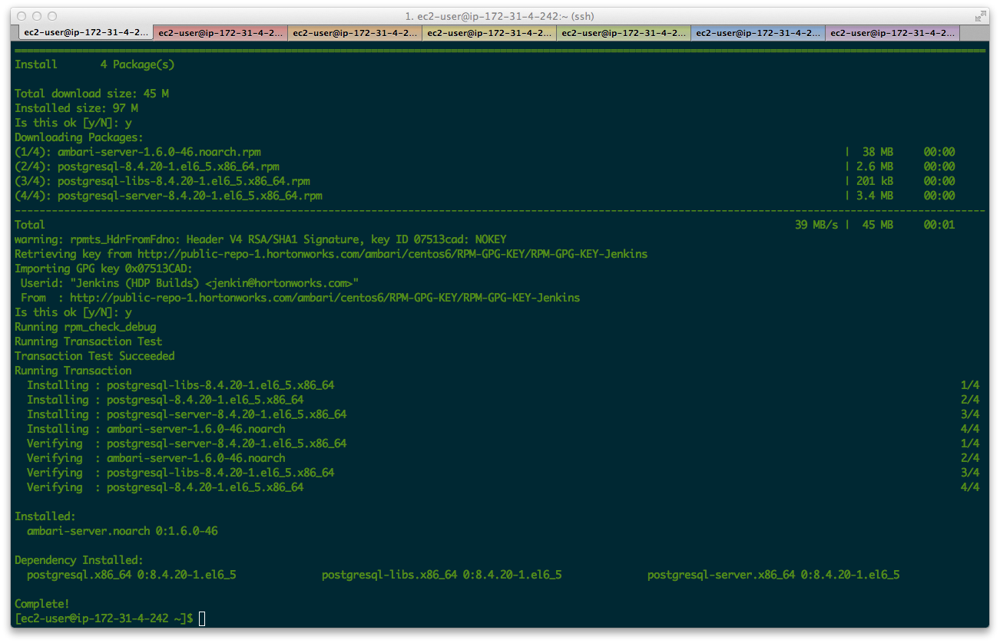 1. ec2-user@ip-172-31-4-242:~ (ssh)
ec2-user@ip-172-31-4-2... ec2-user@ip-172-31-4-2... ec2-user@ip-172-31-4-2... ec2-user@ip-172-31-4-2... ec2-user@ip-172-31-4-2... ec2-user@ip-172-31-4-2... ec2-user@ip-172-31-4-2...
================================================================================
Install 4 Package(s)
Total download size: 45 M
Installed size: 97 M
Is this ok [y/N]: y
Downloading Packages:
(1/4): ambari-server-1.6.0-46.noarch.rpm | 38 MB 00:00
(2/4): postgresql-8.4.20-1.el6_5.x86_64.rpm | 2.6 MB 00:00
(3/4): postgresql-libs-8.4.20-1.el6_5.x86_64.rpm | 201 kB 00:00
(4/4): postgresql-server-8.4.20-1.el6_5.x86_64.rpm | 3.4 MB 00:00
--------------------------------------------------------------------------------
Total 39 MB/s | 45 MB 00:01
warning: rpmts_HdrFromFdno: Header V4 RSA/SHA1 Signature, key ID 07513cad: NOKEY
Retrieving key from http://public-repo-1.hortonworks.com/ambari/centos6/RPM-GPG-KEY/RPM-GPG-KEY-Jenkins
Importing GPG key 0x07513CAD:
Userid: "Jenkins (HDP Builds) <jenkin@hortonworks.com>"
From : http://public-repo-1.hortonworks.com/ambari/centos6/RPM-GPG-KEY/RPM-GPG-KEY-Jenkins
Is this ok [y/N]: y
Running rpm_check_debug
Running Transaction Test
Transaction Test Succeeded
Running Transaction
Installing : postgresql-libs-8.4.20-1.el6_5.x86_64 1/4
Installing : postgresql-8.4.20-1.el6_5.x86_64 2/4
Installing : postgresql-server-8.4.20-1.el6_5.x86_64 3/4
Installing : ambari-server-1.6.0-46.noarch 4/4
Verifying : postgresql-server-8.4.20-1.el6_5.x86_64 1/4
Verifying : ambari-server-1.6.0-46.noarch 2/4
Verifying : postgresql-libs-8.4.20-1.el6_5.x86_64 3/4
Verifying : postgresql-8.4.20-1.el6_5.x86_64 4/4
Installed:
ambari-server.noarch 0:1.6.0-46
Dependency Installed:
postgresql.x86_64 0:8.4.20-1.el6_5 postgresql-libs.x86_64 0:8.4.20-1.el6_5 postgresql-server.x86_64 0:8.4.20-1.el6_5
Complete!
[ec2-user@ip-172-31-4-242 ~]$